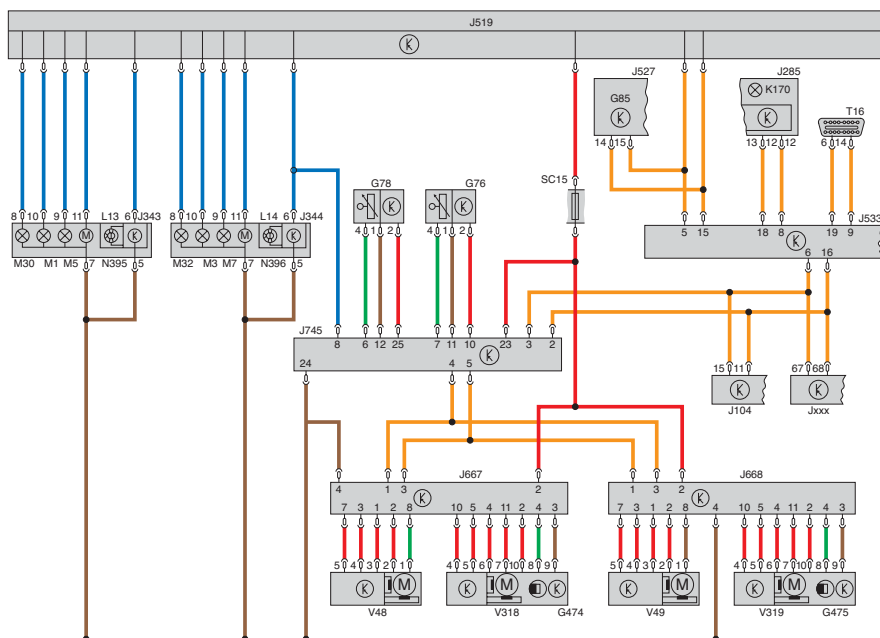 J519
K
J527
G85
K
14 15
K170
J285
K
13 12 12
T16
6 14
SC15
G78
K
4 1 2
G76
K
4 1 2
8 10 9 11 L13 6 J343
M K
M30 M1 M5 7 N395 5
8 10 9 11 L14 6 J344
M K
M32 M3 M7 7 N396 5
J533
5 15 18 8 19 9
K
6 16
J745
8 6 12 25 7 11 10 23 3 2
K
24 4 5
15 11
K
J104
67 68
K
Jxxx
J667
4 1 3 2
K
7 3 1 2 8 10 5 4 11 2 4 3
5 4 3 2 1
K M
V48
4 5 6 7 10 8 9
K M K
V318 G474
J668
1 3 2
K
7 3 1 2 8 4 10 5 4 11 2 4 3
5 4 3 2 1
K M
V49
4 5 6 7 10 8 9
K M K
V319 G475